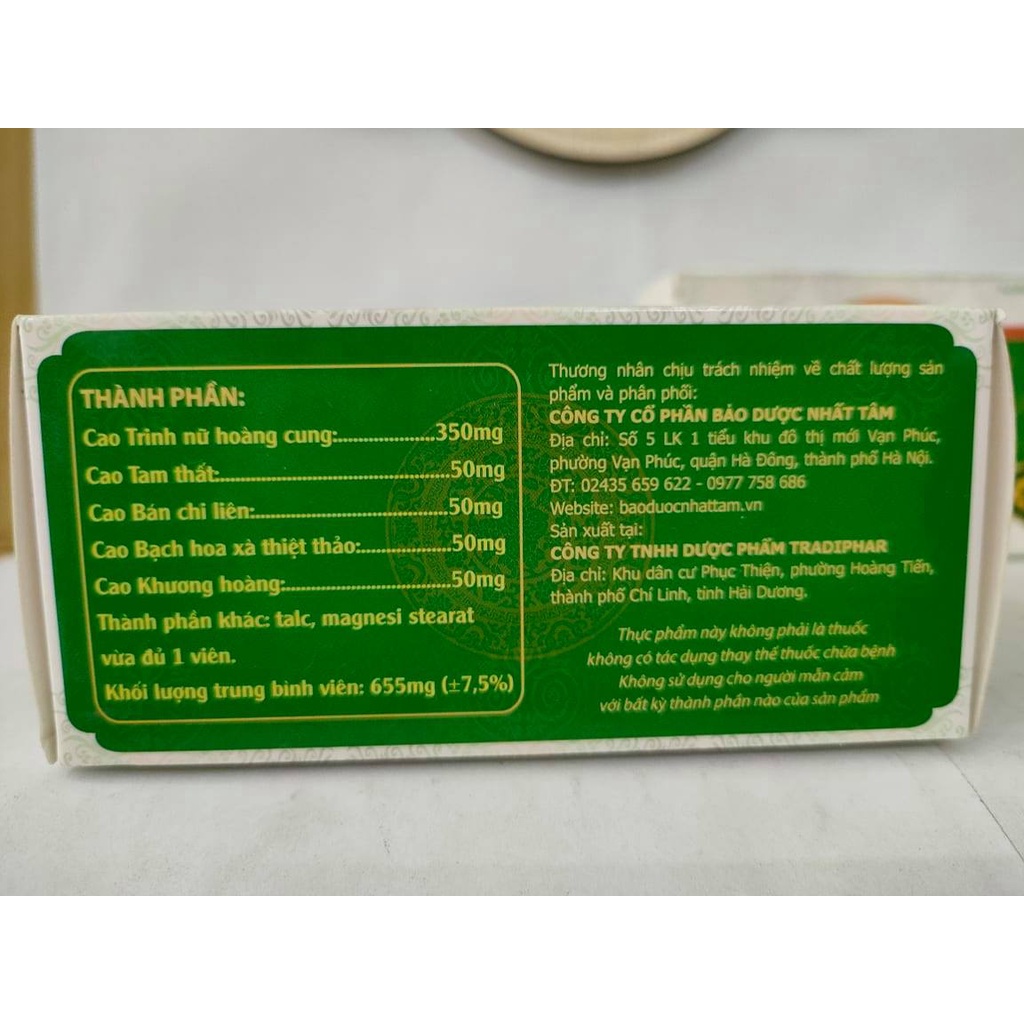 THÀNH PHẦN:
Cao Trinh nữ hoàng cung:....................350mg
Cao Tam thất:................................................50mg
Cao Bán chi liên:........................................50mg
Cao Bạch hoa xà thiệt thảo:...................50mg
Cao Khương hoàng:...................................50mg
Thành phần khác: talc, magnesi stearat
vừa đủ 1 viên.
Khối lượng trung bình viên: 655mg (±7,5%)
Thương nhân chịu trách nhiệm về chất lượng sản
phẩm và phân phối:
CÔNG TY CỔ PHẦN BẢO DƯỢC NHẤT TÂM
Địa chỉ: Số 5 LK 1 tiểu khu đô thị mới Vạn Phúc,
phường Vạn Phúc, quận Hà Đông, thành phố Hà Nội.
ĐT: 02435 659 622 - 0977 758 686
Website: baoduocnhattam.vn
Sản xuất tại:
CÔNG TY TNHH DƯỢC PHẨM TRADIPHAR
Địa chỉ: Khu dân cư Phục Thiện, phường Hoàng Tiến,
thành phố Chí Linh, tỉnh Hải Dương.
Thực phẩm này không phải là thuốc
không có tác dụng thay thế thuốc chữa bệnh
Không sử dụng cho người mẫn cảm
với bất kỳ thành phần nào của sản phẩm